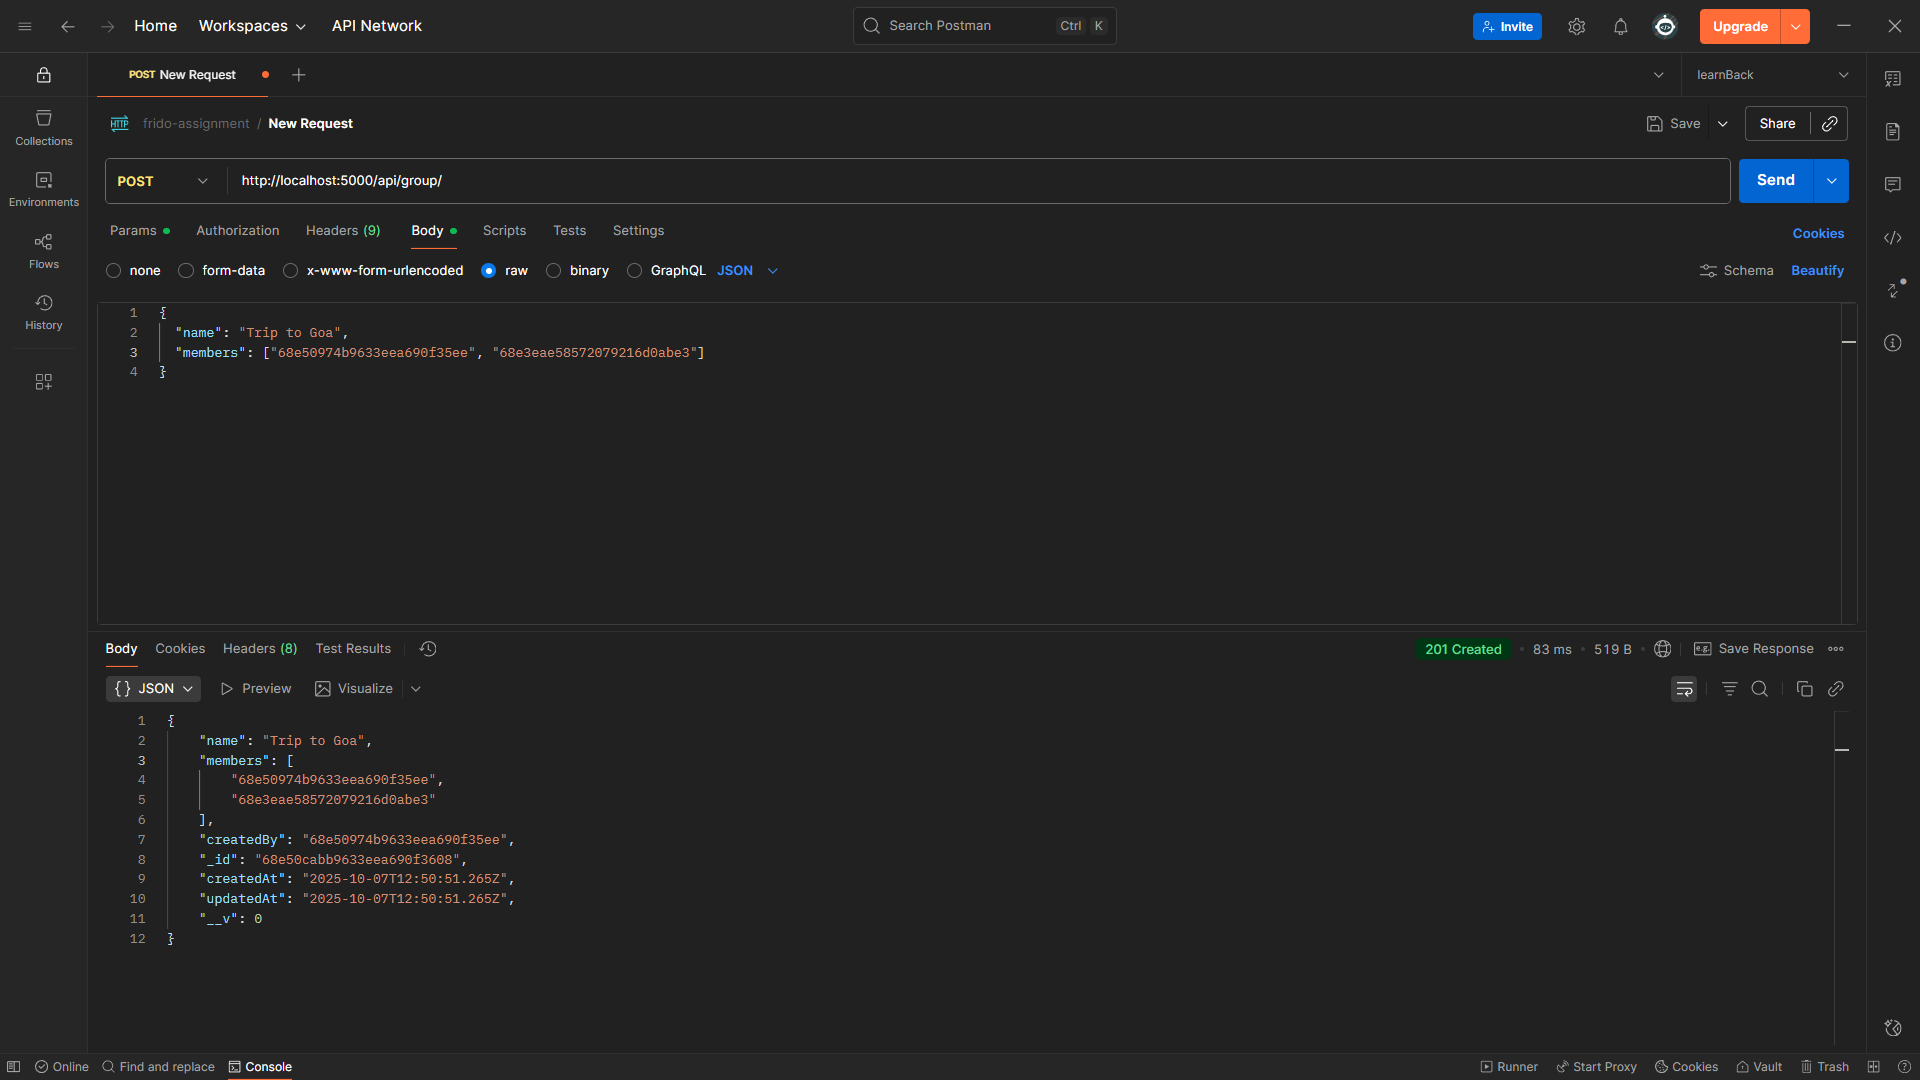 Home Workspaces API Network Search Postman Ctrl K Invite Upgrade
POST New Request learnBack
HTTP frido-assignment / New Request Save Share
POST http://localhost:5000/api/group/ Send
Params Authorization Headers (9) Body Scripts Tests Settings Cookies
none form-data x-www-form-urlencoded raw binary GraphQL JSON Schema Beautify
Collections
Environments
Flows
History
1 {
2 "name": "Trip to Goa",
3 "members": ["68e50974b9633eea690f35ee", "68e3eae58572079216d0abe3"]
4 }
Body Cookies Headers (8) Test Results 201 Created • 83 ms • 519 B • e.g. Save Response
{} JSON Preview Visualize
1 {
2 "name": "Trip to Goa",
3 "members": [
4 "68e50974b9633eea690f35ee",
5 "68e3eae58572079216d0abe3"
6 ],
7 "createdBy": "68e50974b9633eea690f35ee",
8 "_id": "68e50cabb9633eea690f3608",
9 "createdAt": "2025-10-07T12:50:51.265Z",
10 "updatedAt": "2025-10-07T12:50:51.265Z",
11 "__v": 0
12 }
Online Find and replace Console Runner Start Proxy Cookies Vault Trash